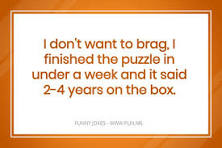 I don't want to brag, I
finished the puzzle in
under a week and it said
2-4 years on the box.
FUNNY JOKES - WWW.PUN.ML